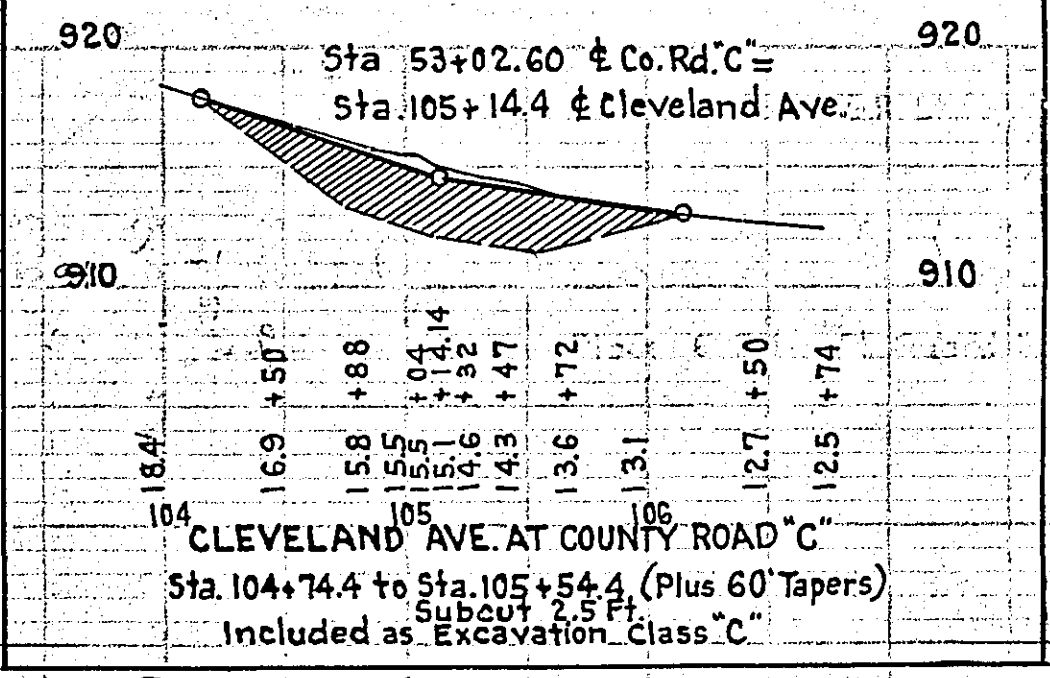 920 920
Sta 53+02.60 ℄ Co. Rd. "C" =
Sta. 105+14.4 ℄ Cleveland Ave.
910 910
+50 +88 +04 +14.14 +32 +47 +72 +50 +74
18.4 16.9 15.8 15.5 15.5 15.1 14.6 14.3 13.6 13.1 12.7 12.5
104 105 106
CLEVELAND AVE. AT COUNTY ROAD "C"
Sta. 104+74.4 to Sta. 105+54.4 (Plus 60' Tapers)
Subcut 2.5 Ft.
Included as Excavation Class "C"